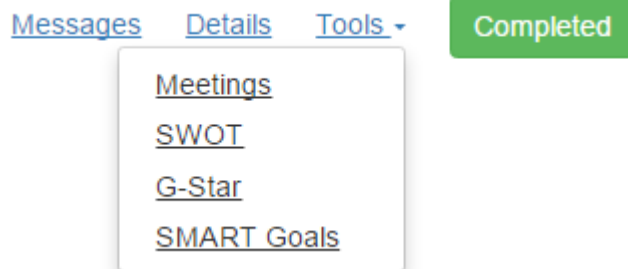 Messages Details Tools Completed
Meetings
SWOT
G-Star
SMART Goals